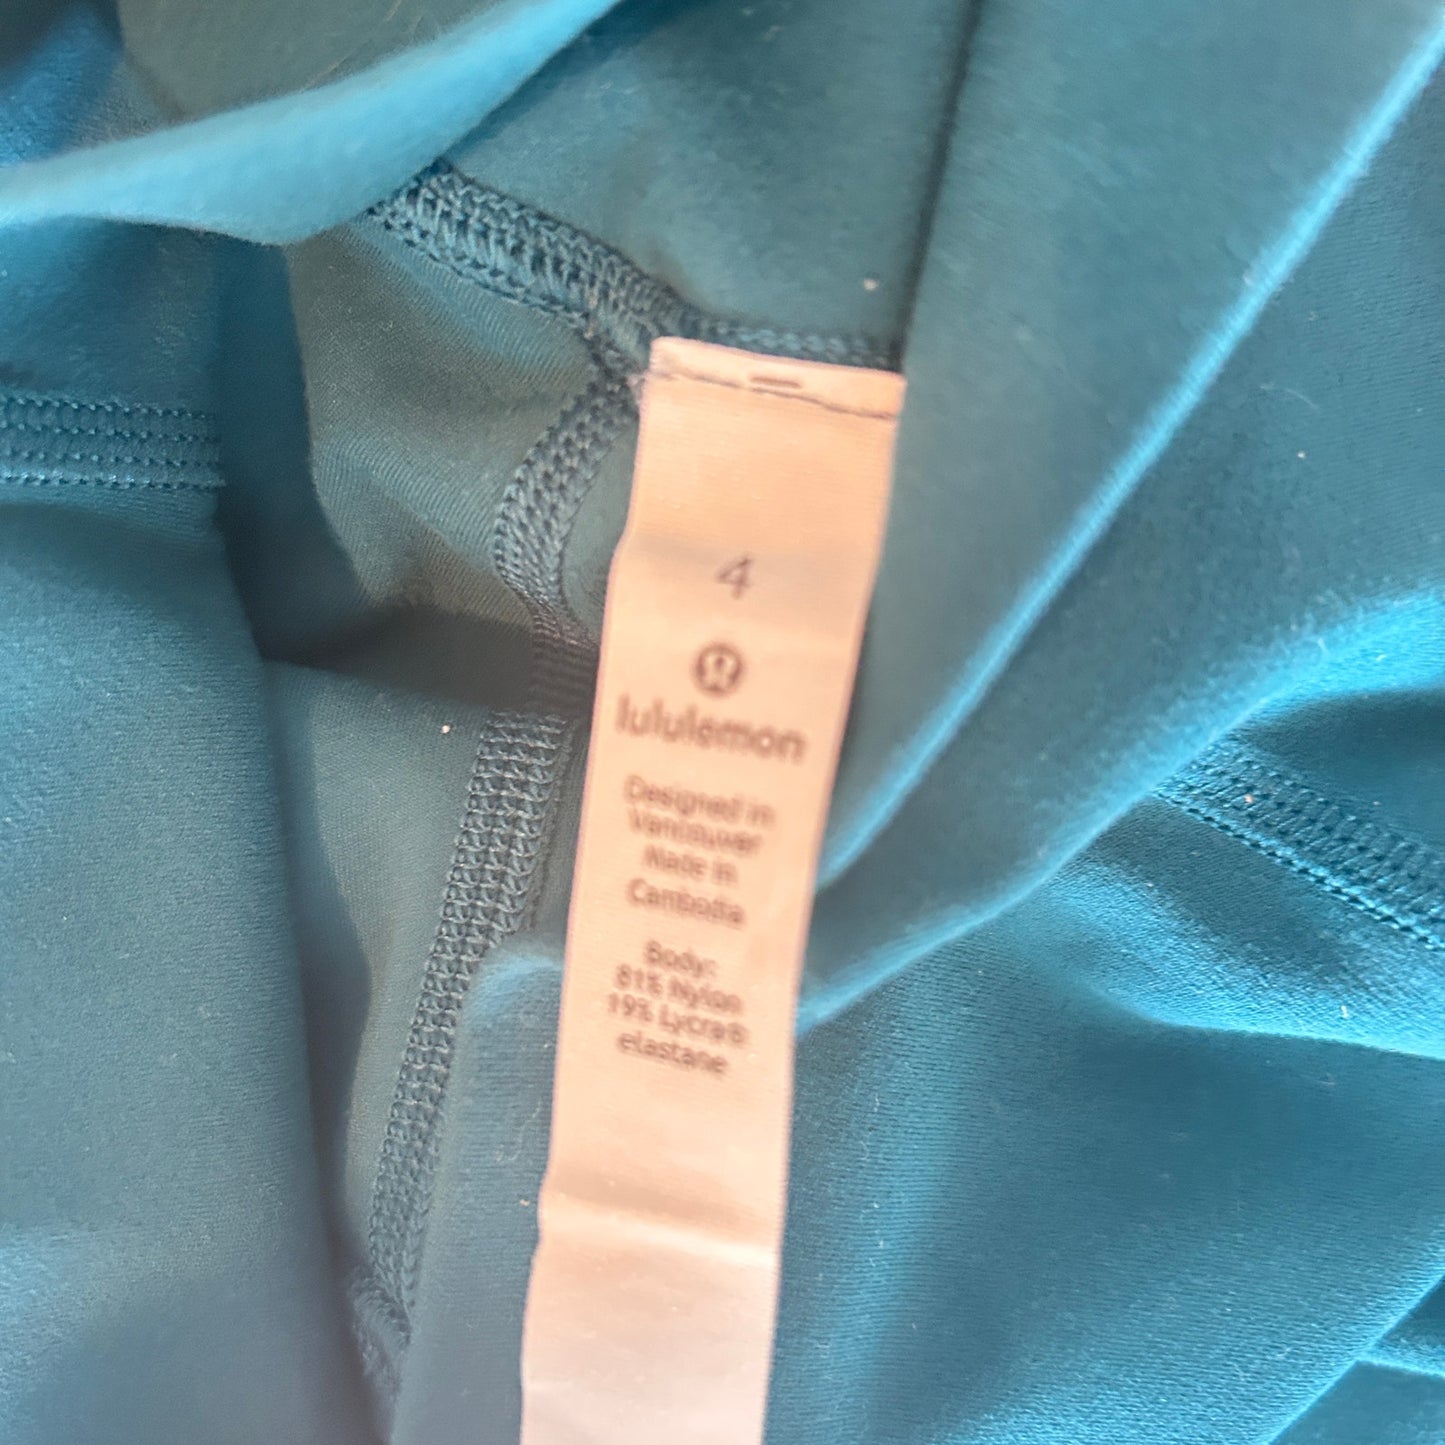 4
lululemon
Designed in
Vancouver
Made in
Cambodia
Body:
81% Nylon
19% Lycra®
elastane